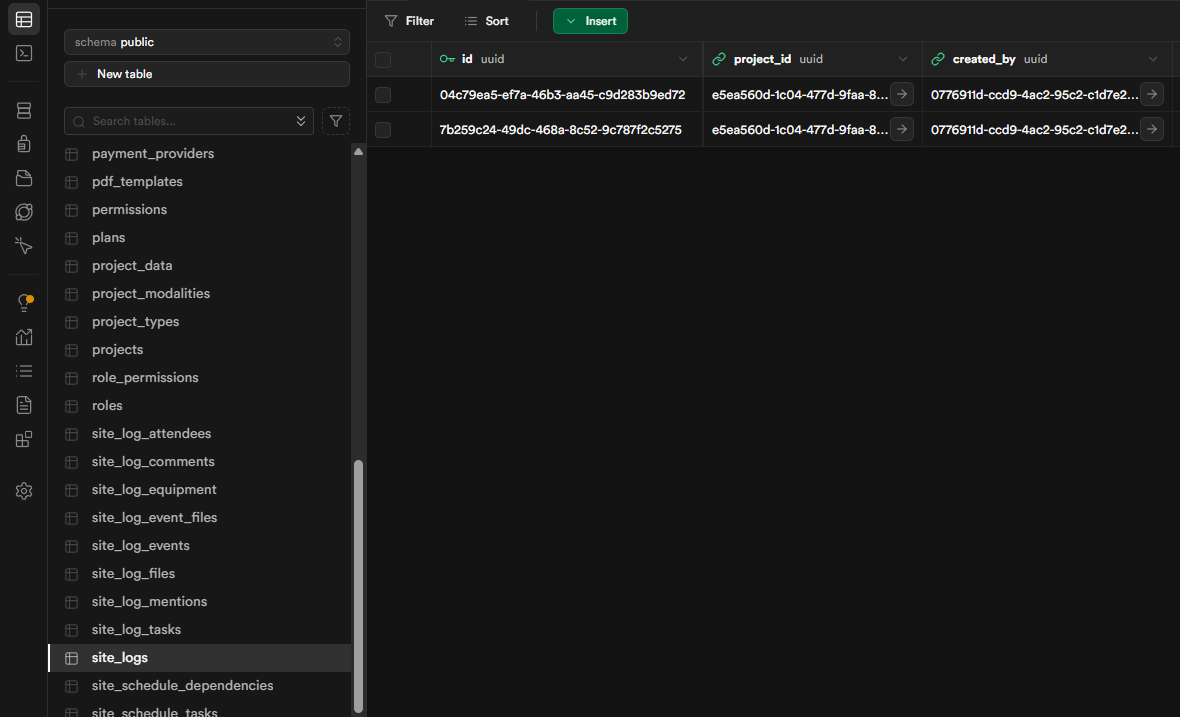 schema public
New table
Search tables...
payment_providers
pdf_templates
permissions
plans
project_data
project_modalities
project_types
projects
role_permissions
roles
site_log_attendees
site_log_comments
site_log_equipment
site_log_event_files
site_log_events
site_log_files
site_log_mentions
site_log_tasks
site_logs
site_schedule_dependencies
site_schedule_tasks
Filter Sort Insert
id uuid project_id uuid created_by uuid
04c79ea5-ef7a-46b3-aa45-c9d283b9ed72 e5ea560d-1c04-477d-9faa-8... 0776911d-ccd9-4ac2-95c2-c1d7e2...
7b259c24-49dc-468a-8c52-9c787f2c5275 e5ea560d-1c04-477d-9faa-8... 0776911d-ccd9-4ac2-95c2-c1d7e2...